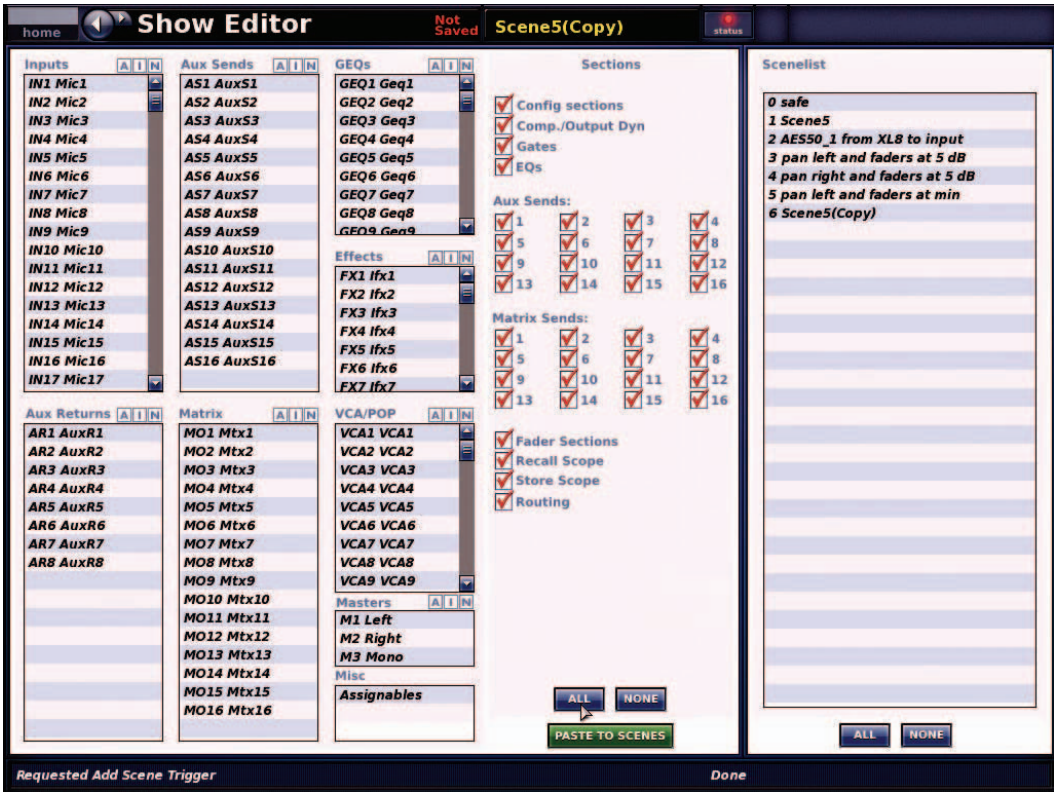 home
Show Editor
Not
Saved
Scene5(Copy)
status
Inputs A I N
IN1 Mic1
IN2 Mic2
IN3 Mic3
IN4 Mic4
IN5 Mic5
IN6 Mic6
IN7 Mic7
IN8 Mic8
IN9 Mic9
IN10 Mic10
IN11 Mic11
IN12 Mic12
IN13 Mic13
IN14 Mic14
IN15 Mic15
IN16 Mic16
IN17 Mic17
Aux Sends A I N
AS1 AuxS1
AS2 AuxS2
AS3 AuxS3
AS4 AuxS4
AS5 AuxS5
AS6 AuxS6
AS7 AuxS7
AS8 AuxS8
AS9 AuxS9
AS10 AuxS10
AS11 AuxS11
AS12 AuxS12
AS13 AuxS13
AS14 AuxS14
AS15 AuxS15
AS16 AuxS16
GEQs A I N
GEQ1 Geq1
GEQ2 Geq2
GEQ3 Geq3
GEQ4 Geq4
GEQ5 Geq5
GEQ6 Geq6
GEQ7 Geq7
GEQ8 Geq8
GEQ9 Geq9
Effects A I N
FX1 Ifx1
FX2 Ifx2
FX3 Ifx3
FX4 Ifx4
FX5 Ifx5
FX6 Ifx6
FX7 Ifx7
Aux Returns A I N
AR1 AuxR1
AR2 AuxR2
AR3 AuxR3
AR4 AuxR4
AR5 AuxR5
AR6 AuxR6
AR7 AuxR7
AR8 AuxR8
Matrix A I N
MO1 Mtx1
MO2 Mtx2
MO3 Mtx3
MO4 Mtx4
MO5 Mtx5
MO6 Mtx6
MO7 Mtx7
MO8 Mtx8
MO9 Mtx9
MO10 Mtx10
MO11 Mtx11
MO12 Mtx12
MO13 Mtx13
MO14 Mtx14
MO15 Mtx15
MO16 Mtx16
VCA/POP A I N
VCA1 VCA1
VCA2 VCA2
VCA3 VCA3
VCA4 VCA4
VCA5 VCA5
VCA6 VCA6
VCA7 VCA7
VCA8 VCA8
VCA9 VCA9
Masters A I N
M1 Left
M2 Right
M3 Mono
Misc
Assignables
Sections
Config sections
Comp./Output Dyn
Gates
EQs
Aux Sends:
1 2 3 4
5 6 7 8
9 10 11 12
13 14 15 16
Matrix Sends:
1 2 3 4
5 6 7 8
9 10 11 12
13 14 15 16
Fader Sections
Recall Scope
Store Scope
Routing
ALL NONE
PASTE TO SCENES
Scenelist
0 safe
1 Scene5
2 AES50_1 from XL8 to input
3 pan left and faders at 5 dB
4 pan right and faders at 5 dB
5 pan left and faders at min
6 Scene5(Copy)
ALL NONE
Requested Add Scene Trigger
Done